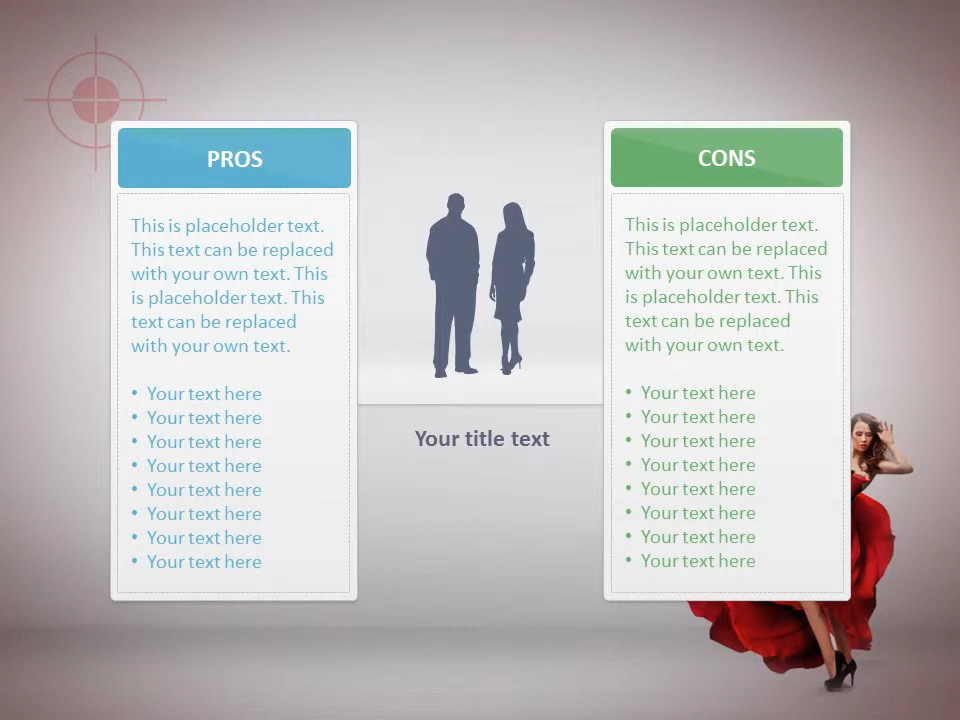 PROS
This is placeholder text.
This text can be replaced
with your own text. This
is placeholder text. This
text can be replaced
with your own text.
• Your text here
• Your text here
• Your text here
• Your text here
• Your text here
• Your text here
• Your text here
• Your text here
Your title text
CONS
This is placeholder text.
This text can be replaced
with your own text. This
is placeholder text. This
text can be replaced
with your own text.
• Your text here
• Your text here
• Your text here
• Your text here
• Your text here
• Your text here
• Your text here
• Your text here